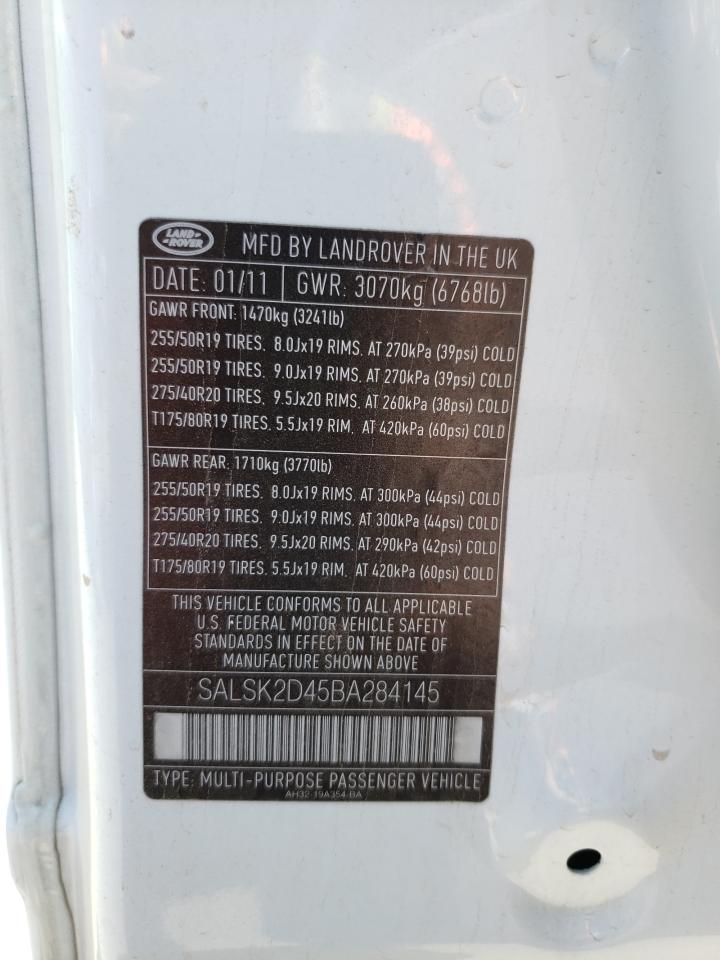 LAND-
ROVER
MFD BY LANDROVER IN THE UK
DATE: 01/11 GWR: 3070kg (6768lb)
GAWR FRONT: 1470kg (3241lb)
255/50R19 TIRES. 8.0Jx19 RIMS. AT 270kPa (39psi) COLD
255/50R19 TIRES. 9.0Jx19 RIMS. AT 270kPa (39psi) COLD
275/40R20 TIRES. 9.5Jx20 RIMS. AT 260kPa (38psi) COLD
T175/80R19 TIRES. 5.5Jx19 RIM. AT 420kPa (60psi) COLD
GAWR REAR: 1710kg (3770lb)
255/50R19 TIRES. 8.0Jx19 RIMS. AT 300kPa (44psi) COLD
255/50R19 TIRES. 9.0Jx19 RIMS. AT 300kPa (44psi) COLD
275/40R20 TIRES. 9.5Jx20 RIMS. AT 290kPa (42psi) COLD
T175/80R19 TIRES. 5.5Jx19 RIM. AT 420kPa (60psi) COLD
THIS VEHICLE CONFORMS TO ALL APPLICABLE
U.S. FEDERAL MOTOR VEHICLE SAFETY
STANDARDS IN EFFECT ON THE DATE OF
MANUFACTURE SHOWN ABOVE
SALSK2D45BA284145
TYPE: MULTI-PURPOSE PASSENGER VEHICLE
AH32-19A354-BA